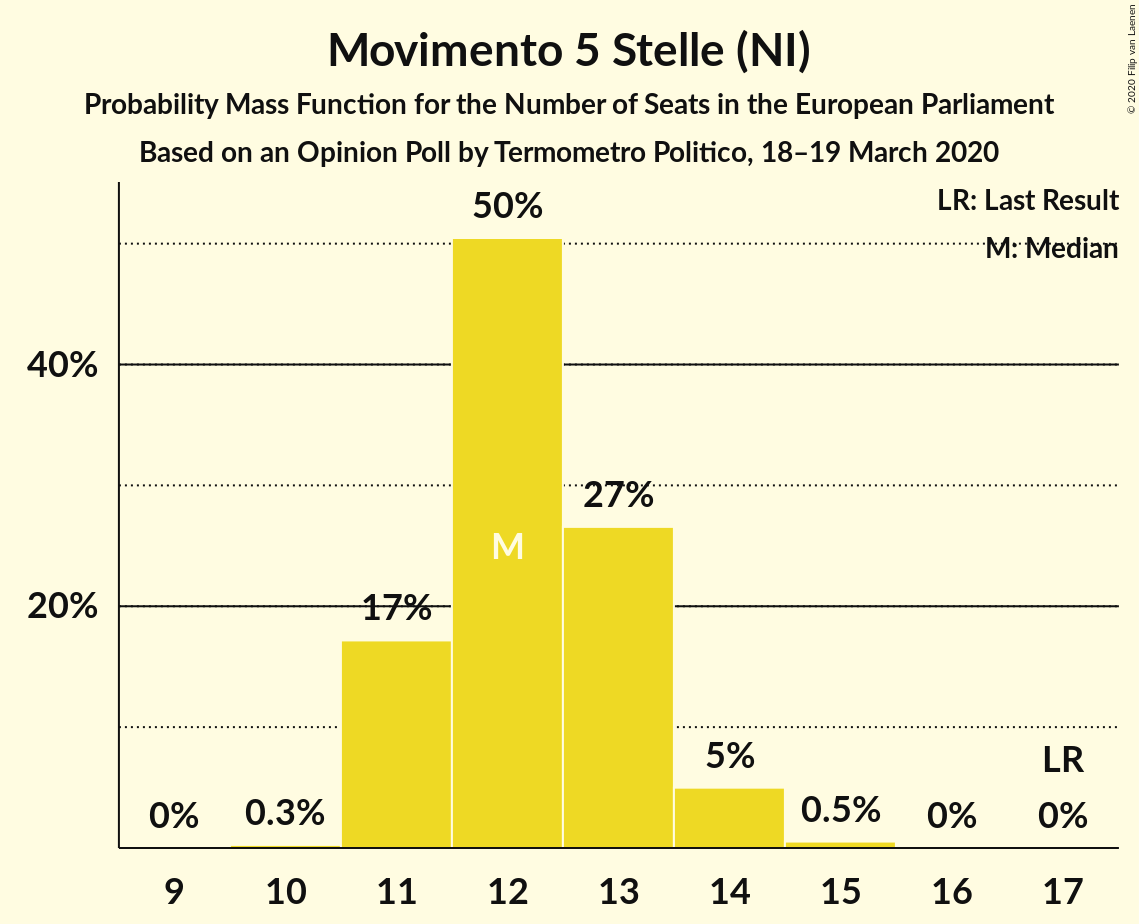 Movimento 5 Stelle (NI)
Probability Mass Function for the Number of Seats in the European Parliament
Based on an Opinion Poll by Termometro Politico, 18–19 March 2020
© 2020 Filip van Laenen
LR: Last Result
M: Median
50%
40%
27%
M
20%
17%
5%
LR
0%
0.3%
0.5%
0%
0%
9 10 11 12 13 14 15 16 17